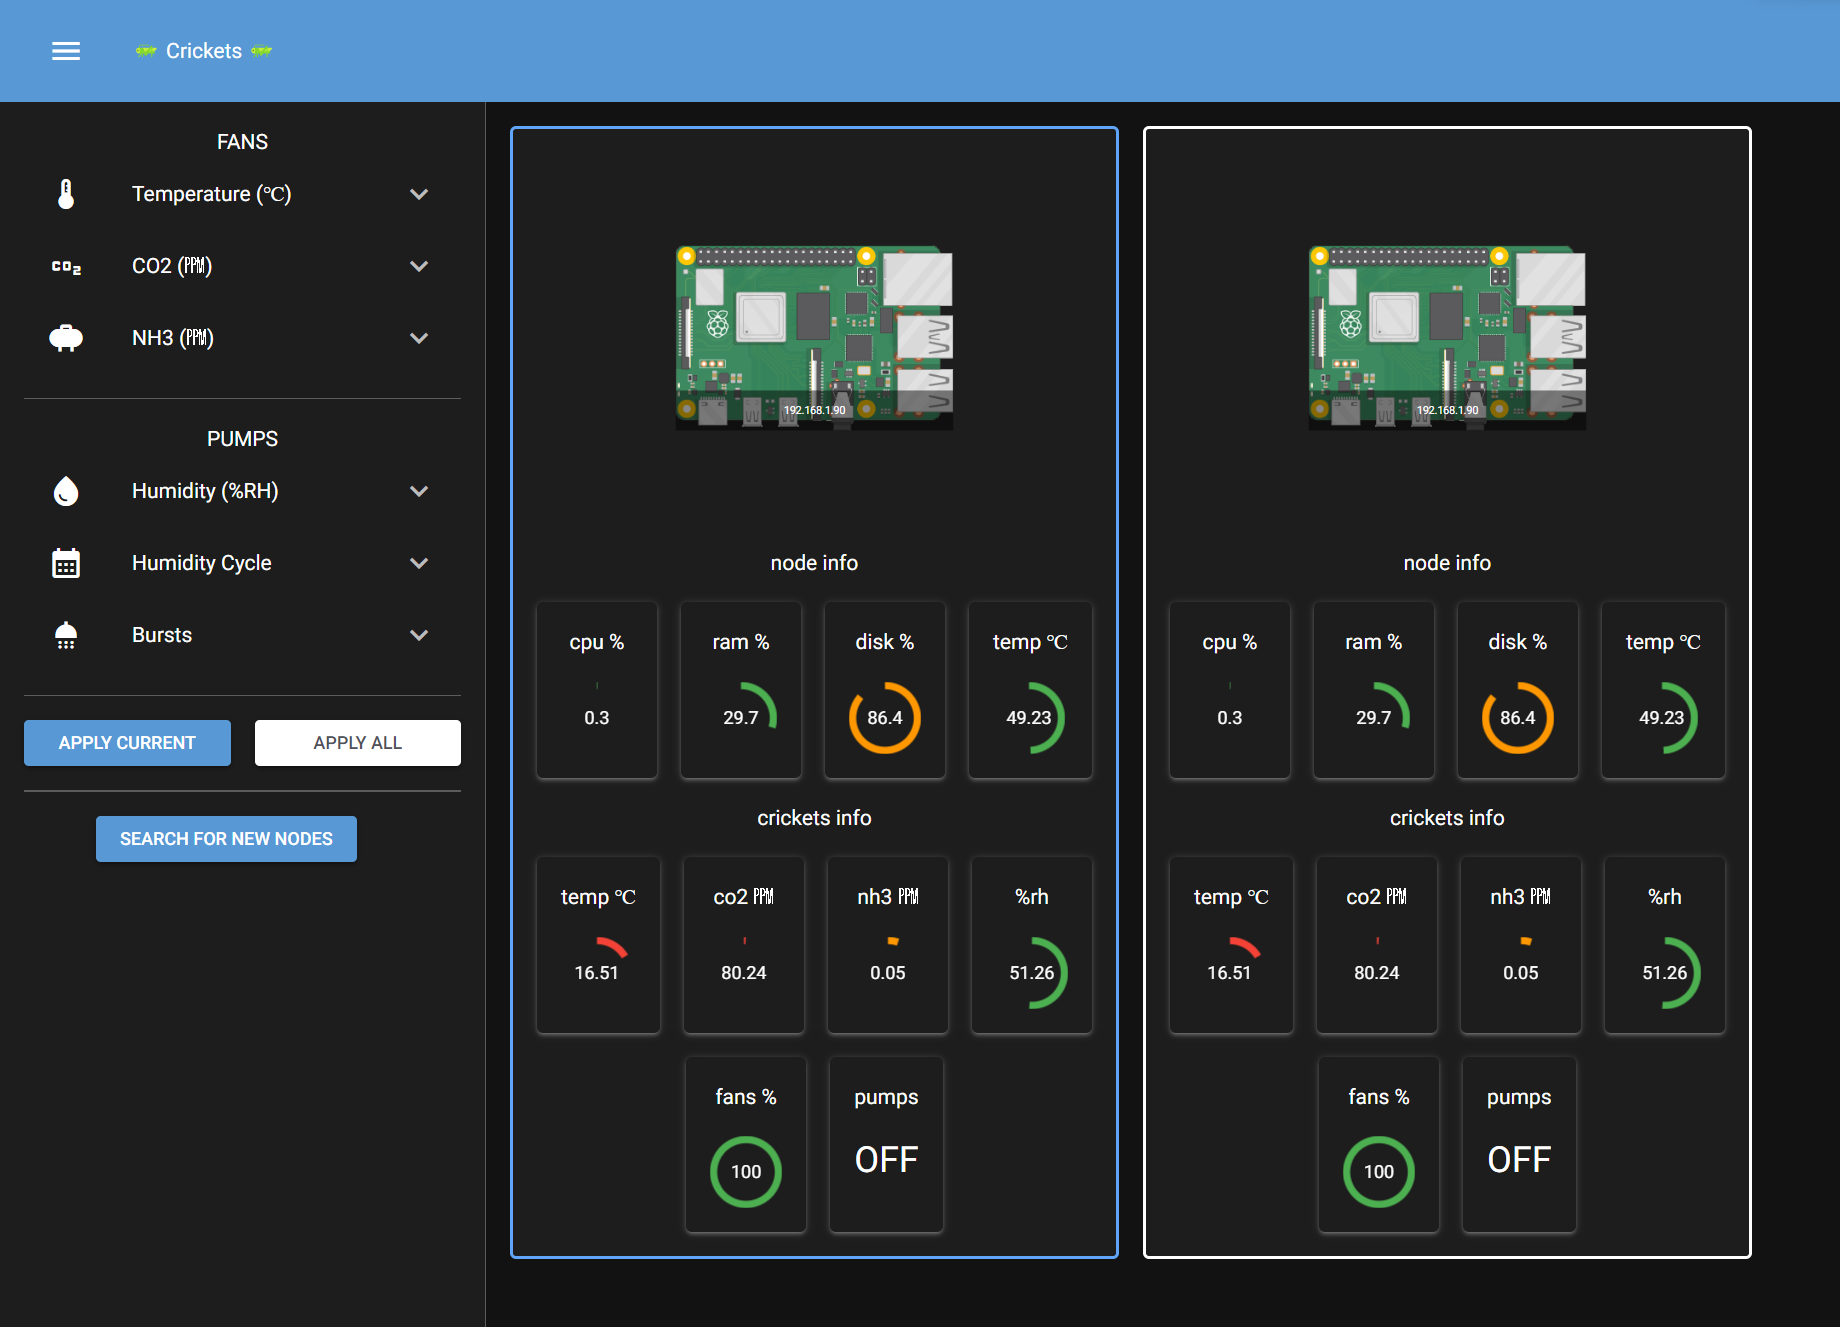 Crickets
FANS
Temperature (℃)
CO2 (㏙)
NH3 (㏙)
PUMPS
Humidity (%RH)
Humidity Cycle
Bursts
APPLY CURRENT
APPLY ALL
SEARCH FOR NEW NODES
192.168.1.90
node info
cpu %
ram %
disk %
temp ℃
0.3
29.7
86.4
49.23
crickets info
temp ℃
co2 ㏙
nh3 ㏙
%rh
16.51
80.24
0.05
51.26
fans %
pumps
100
OFF
192.168.1.90
node info
cpu %
ram %
disk %
temp ℃
0.3
29.7
86.4
49.23
crickets info
temp ℃
co2 ㏙
nh3 ㏙
%rh
16.51
80.24
0.05
51.26
fans %
pumps
100
OFF